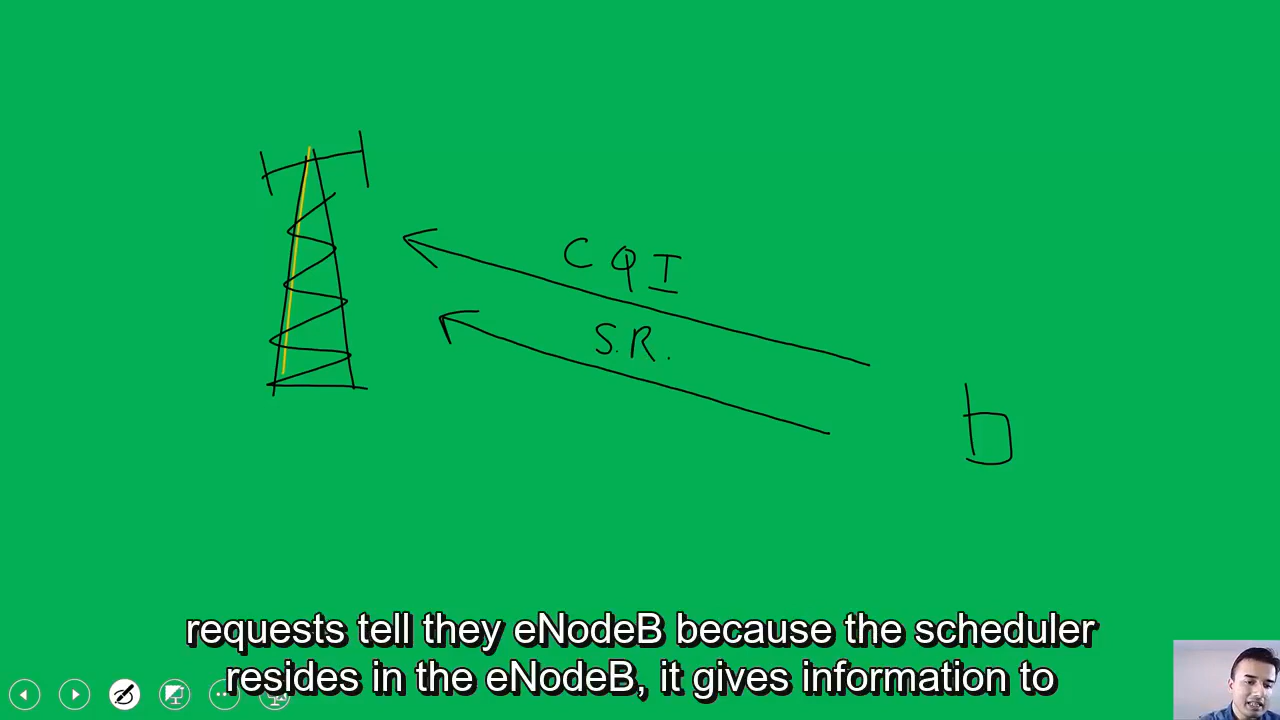 CQI
S.R.
requests tell they eNodeB because the scheduler
resides in the eNodeB, it gives information to